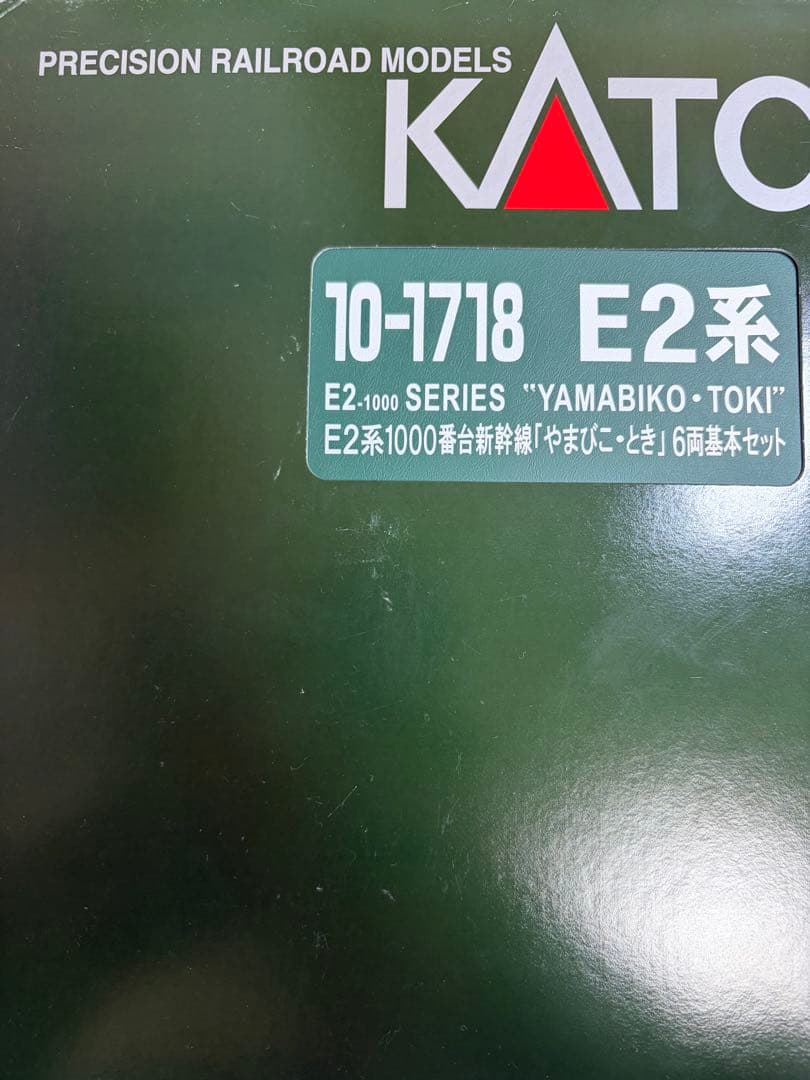 PRECISION RAILROAD MODELS
KATO
10-1718 E2系
E2-1000 SERIES “YAMABIKO・TOKI”
E2系1000番台新幹線「やまびこ・とき」6両基本セット